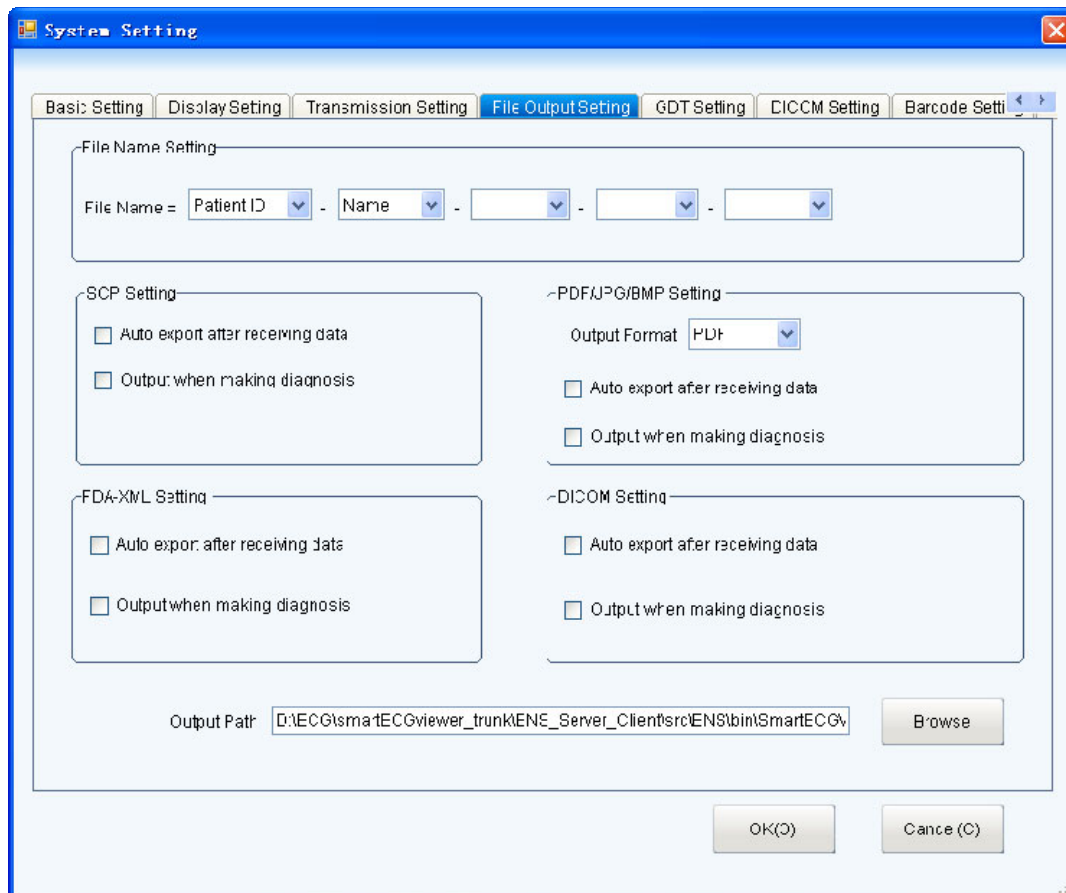 System Setting
Basic Setting
Display Setting
Transmission Setting
File Output Setting
GDT Setting
DICCM Setting
Barcode Setti
File Name Setting
File Name = Patient ID - Name - - -
SCP Setting
Auto export after receiving data
Output when making diagnosis
PDF/JPG/BMP Setting
Output Format PDF
Auto export after receiving data
Output when making diagnosis
FDA-XML Setting
Auto export after receiving data
Output when making diagnosis
DICOM Setting
Auto export after receiving data
Output when making diagnosis
Output Path D:\ECG\smartECGviewer_trunk\ENS_Server_Client\src\ENS\bin\SmartECG\
Browse
OK(O)
Cancel(C)